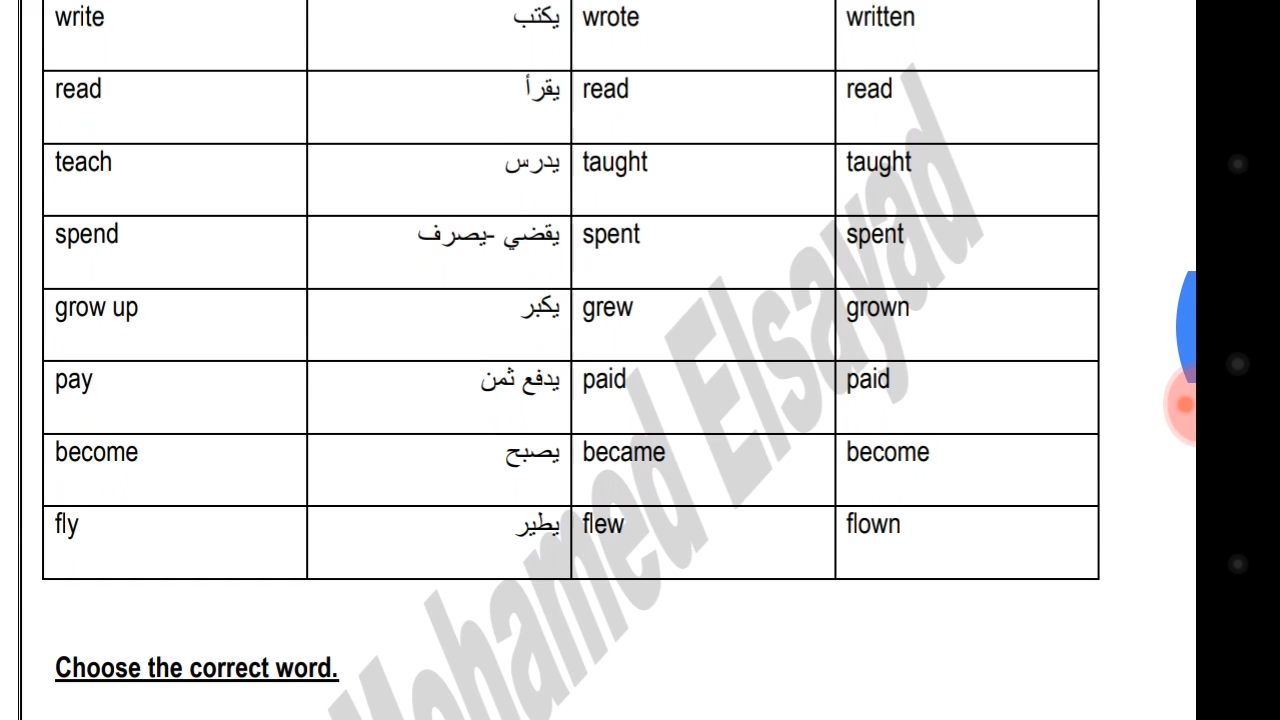 write يكتب wrote written
read يقرأ read read
teach يدرس taught taught
spend يقضي -يصرف spent spent
grow up يكبر grew grown
pay يدفع ثمن paid paid
become يصبح became become
fly يطير flew flown
Choose the correct word.
Mohamed Elsayad